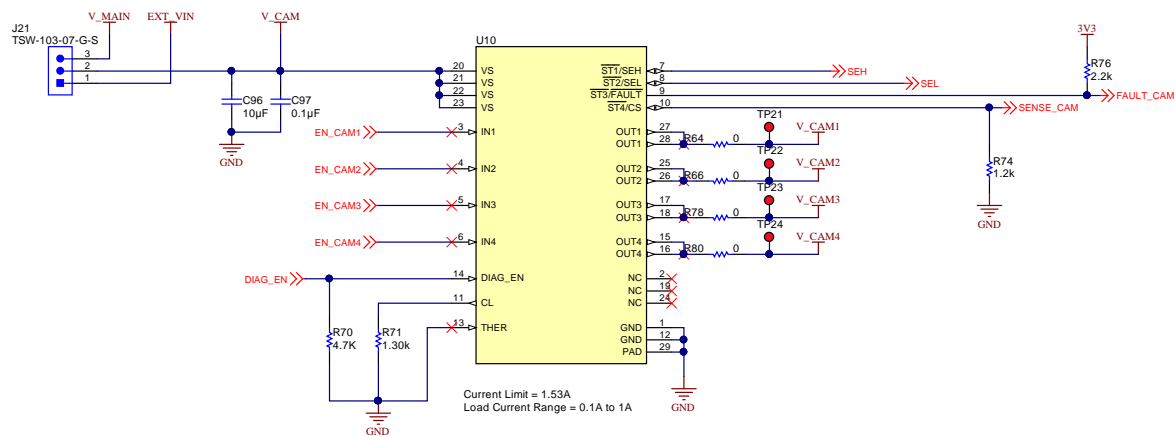 J21
TSW-103-07-G-S
V_MAIN
EXT_VIN
V_CAM
3
2
1
C96
10µF
C97
0.1µF
GND
U10
20 VS
21 VS
22 VS
23 VS
EN_CAM1 3 IN1
EN_CAM2 4 IN2
EN_CAM3 5 IN3
EN_CAM4 6 IN4
DIAG_EN 14 DIAG_EN
11 CL
13 THER
R70
4.7K
R71
1.30k
GND
ST1/SEH 7 SEH
ST2/SEL 8 SEL
ST3/FAULT 9 FAULT_CAM
ST4/CS 10 SENSE_CAM
3V3
R76
2.2k
R74
1.2k
GND
OUT1 27
OUT1 28 R64 0 TP21 V_CAM1
OUT2 25
OUT2 26 R66 0 TP22 V_CAM2
OUT3 17
OUT3 18 R78 0 TP23 V_CAM3
OUT4 15
OUT4 16 R80 0 TP24 V_CAM4
NC 2
NC 19
NC 24
GND 1
GND 12
PAD 29
GND
Current Limit = 1.53A
Load Current Range = 0.1A to 1A